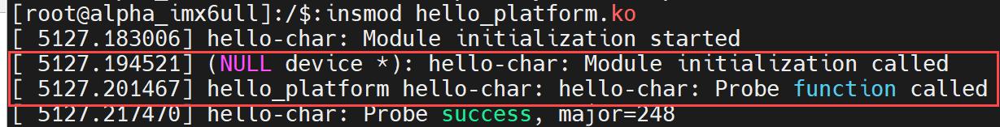 [root@alpha_imx6ull]:/$:insmod hello_platform.ko
[ 5127.183006] hello-char: Module initialization started
[ 5127.194521] (NULL device *): hello-char: Module initialization called
[ 5127.201467] hello_platform hello-char: hello-char: Probe function called
[ 5127.217470] hello-char: Probe success, major=248